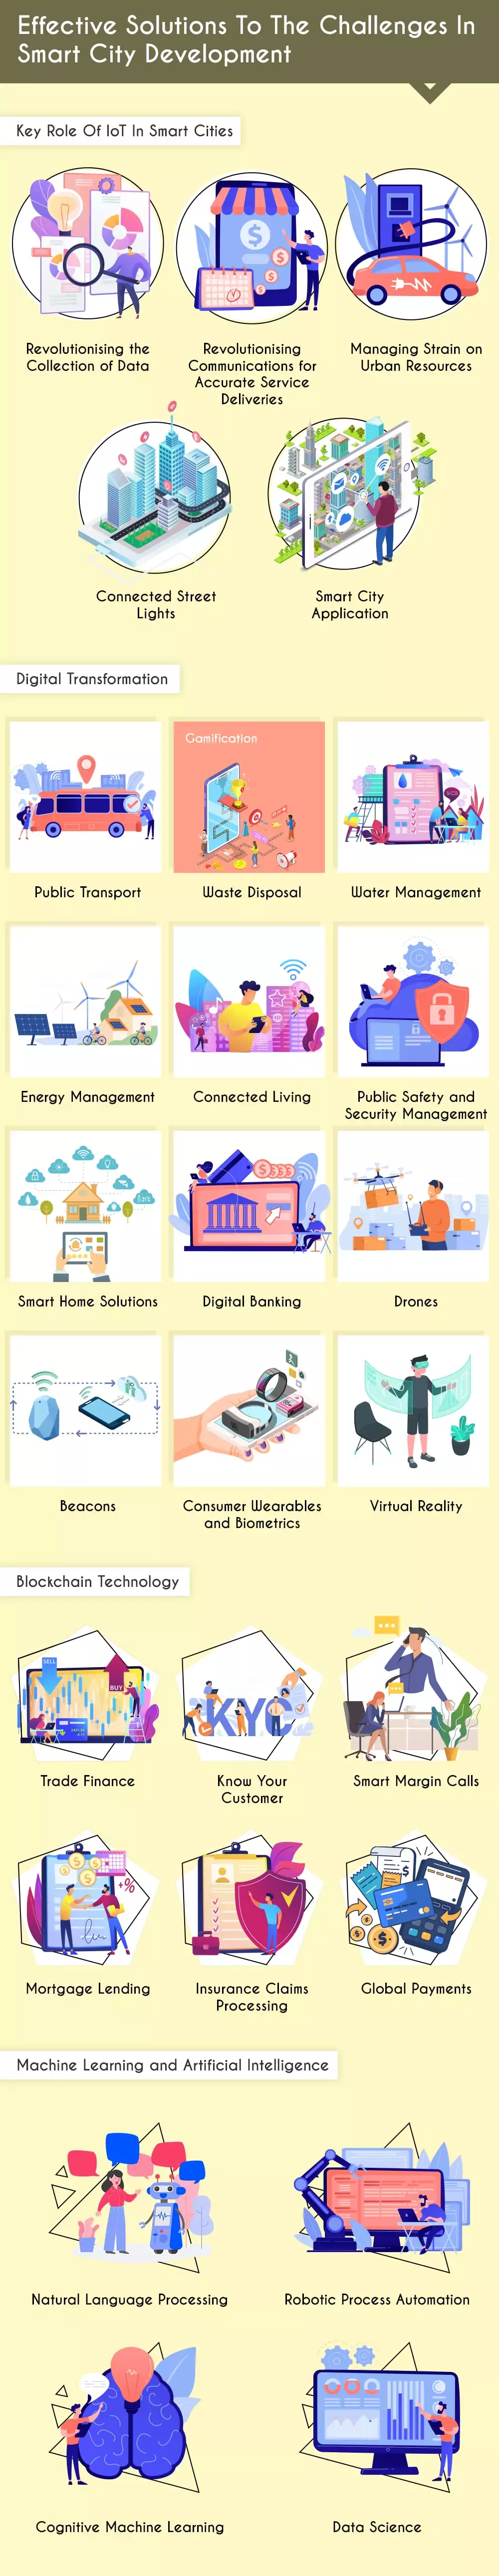 Effective Solutions To The Challenges In
Smart City Development
Key Role Of IoT In Smart Cities
Revolutionising the
Collection of Data
Revolutionising
Communications for
Accurate Service
Deliveries
Managing Strain on
Urban Resources
Connected Street
Lights
Smart City
Application
Digital Transformation
Public Transport
Gamification
Waste Disposal
Water Management
Energy Management
Connected Living
Public Safety and
Security Management
Smart Home Solutions
Digital Banking
Drones
Beacons
Consumer Wearables
and Biometrics
Virtual Reality
Blockchain Technology
SELL
BUY
Trade Finance
KYC
Know Your
Customer
Smart Margin Calls
+%
Mortgage Lending
Insurance Claims
Processing
Global Payments
Machine Learning and Artificial Intelligence
Natural Language Processing
Robotic Process Automation
Cognitive Machine Learning
Data Science